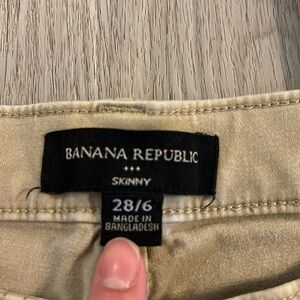 BANANA REPUBLIC
SKINNY
28/6
MADE IN
BANGLADESH